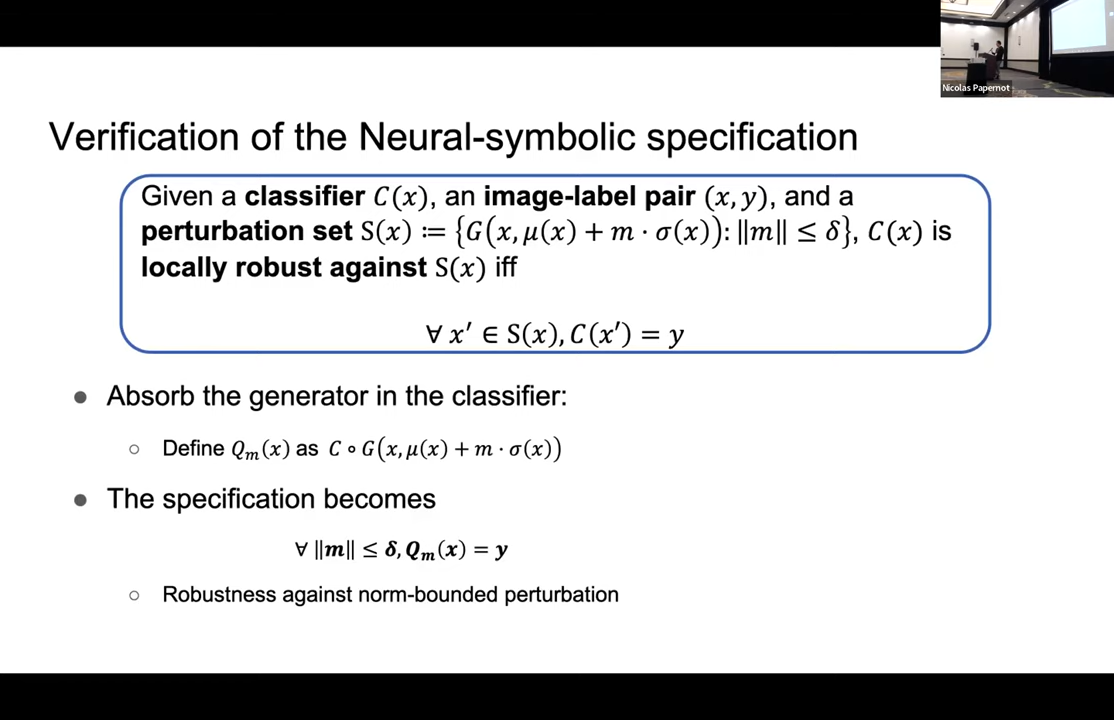 Nicolas Papernot
Verification of the Neural-symbolic specification
Given a classifier C(x), an image-label pair (x, y), and a
perturbation set S(x) ≔ {G(x, μ(x) + m · σ(x)): ‖m‖ ≤ δ}, C(x) is
locally robust against S(x) iff
∀ x′ ∈ S(x), C(x′) = y
● Absorb the generator in the classifier:
○ Define Qₘ(x) as C ∘ G(x, μ(x) + m · σ(x))
● The specification becomes
∀ ‖m‖ ≤ δ, Qₘ(x) = y
○ Robustness against norm-bounded perturbation